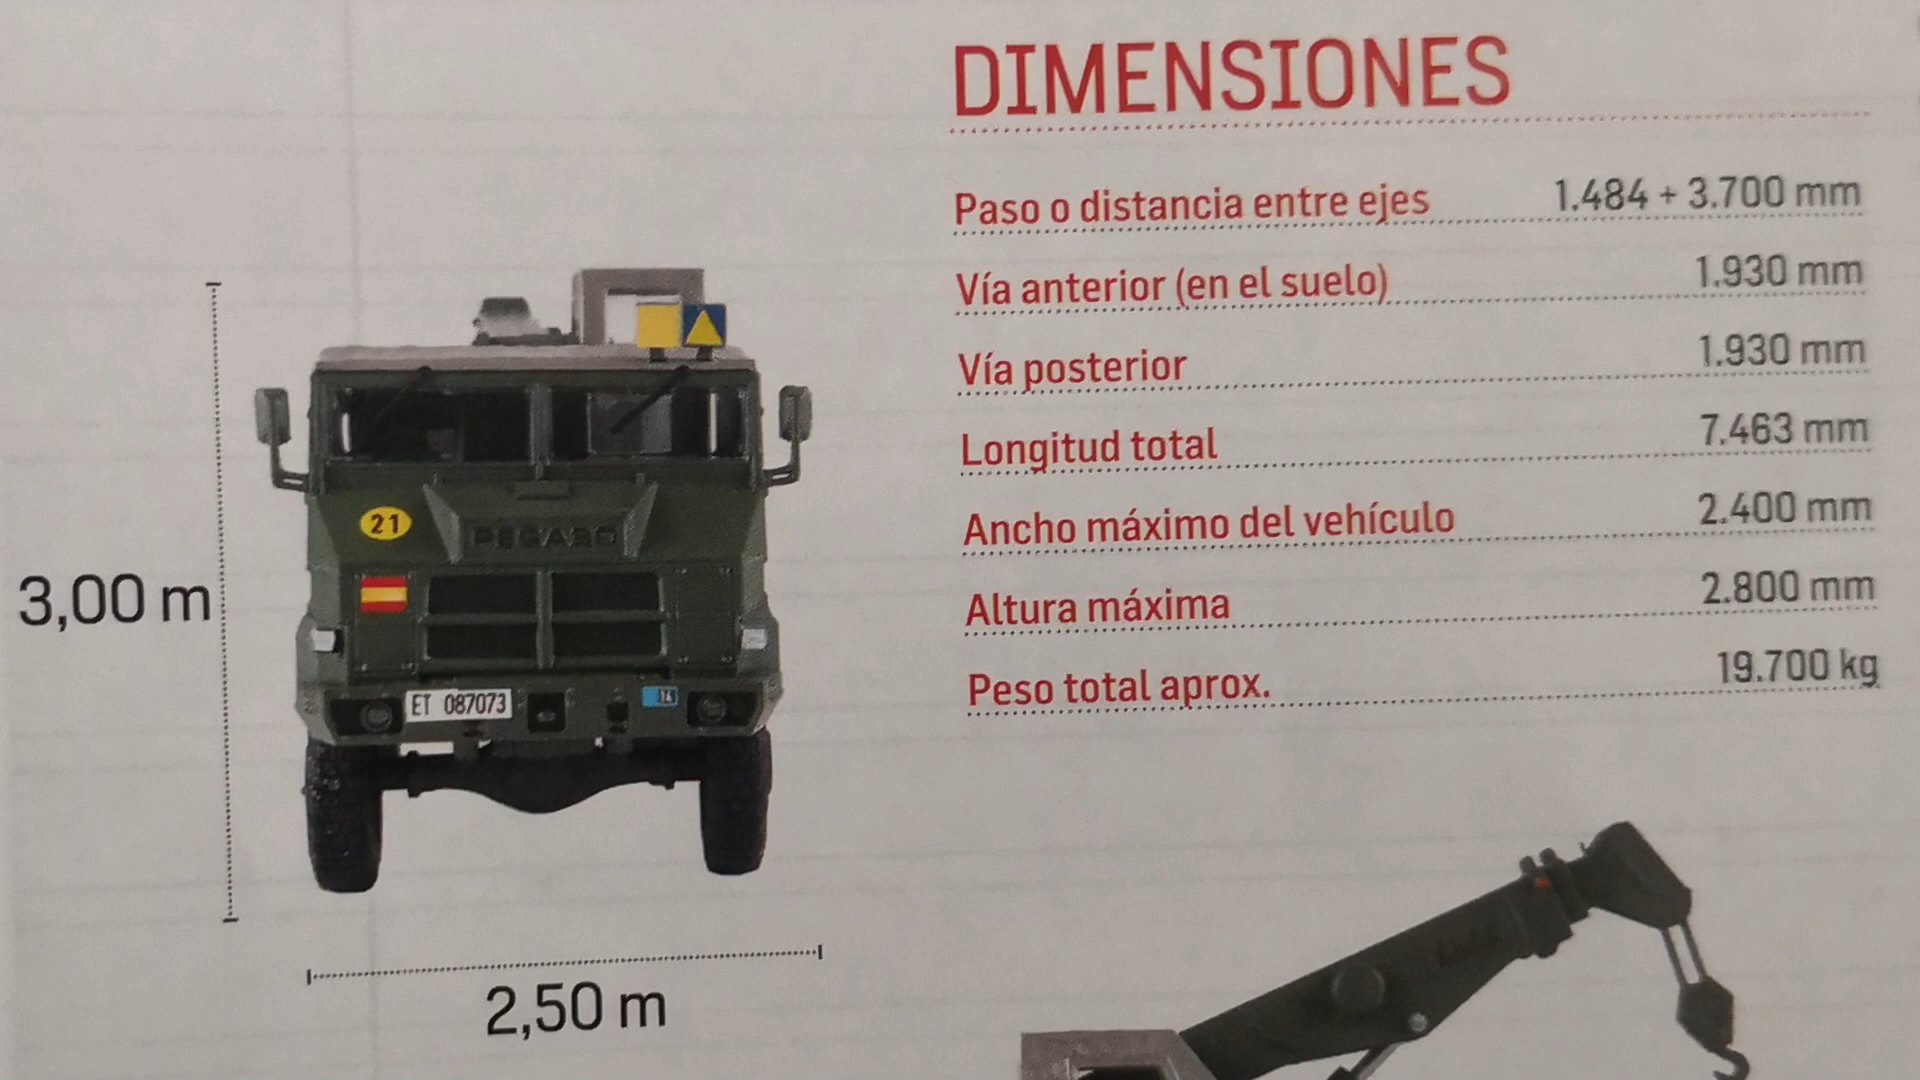 DIMENSIONES
Paso o distancia entre ejes 1.484 + 3.700 mm
Vía anterior (en el suelo) 1.930 mm
Vía posterior 1.930 mm
Longitud total 7.463 mm
Ancho máximo del vehículo 2.400 mm
Altura máxima 2.800 mm
Peso total aprox. 19.700 kg
3,00 m
21
PEGASO
ET 087073
2,50 m